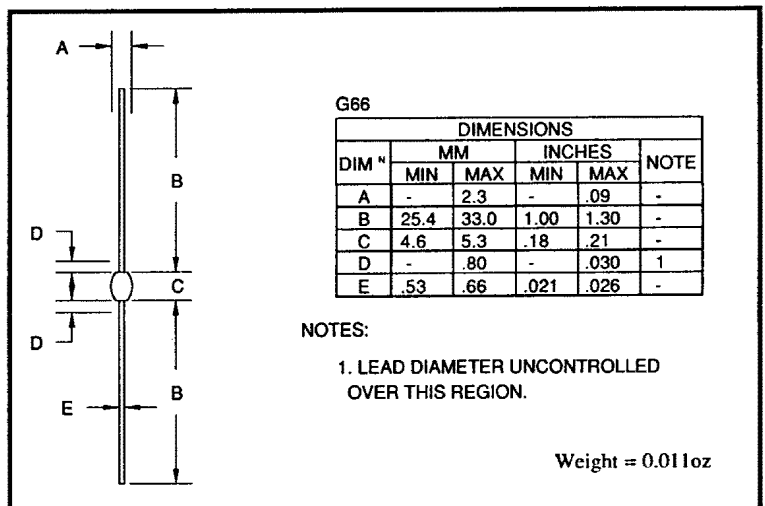 A
B
D
C
D
B
E
G66
DIMENSIONS
DIM " MM INCHES NOTE
MIN MAX MIN MAX
A - 2.3 - .09 -
B 25.4 33.0 1.00 1.30 -
C 4.6 5.3 .18 .21 -
D - .80 - .030 1
E .53 .66 .021 .026 -
NOTES:
1. LEAD DIAMETER UNCONTROLLED
OVER THIS REGION.
Weight = 0.011oz